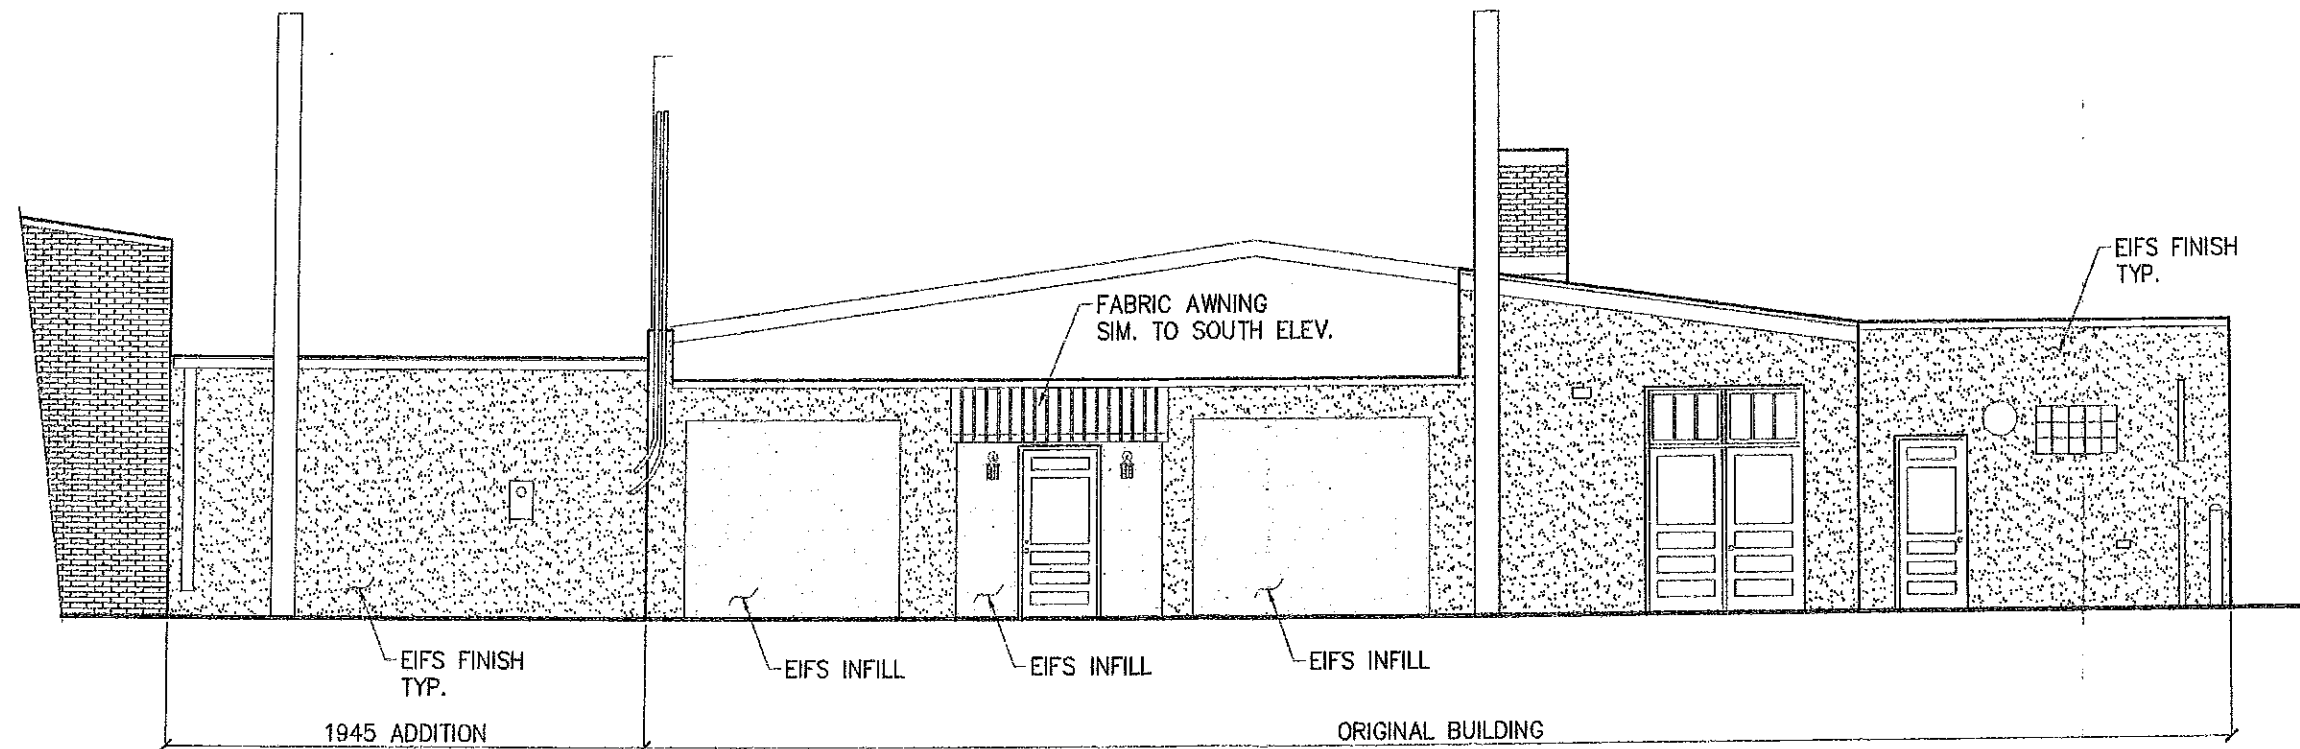 EIFS FINISH
TYP.
FABRIC AWNING
SIM. TO SOUTH ELEV.
EIFS FINISH
TYP.
EIFS INFILL
EIFS INFILL
EIFS INFILL
1945 ADDITION
ORIGINAL BUILDING